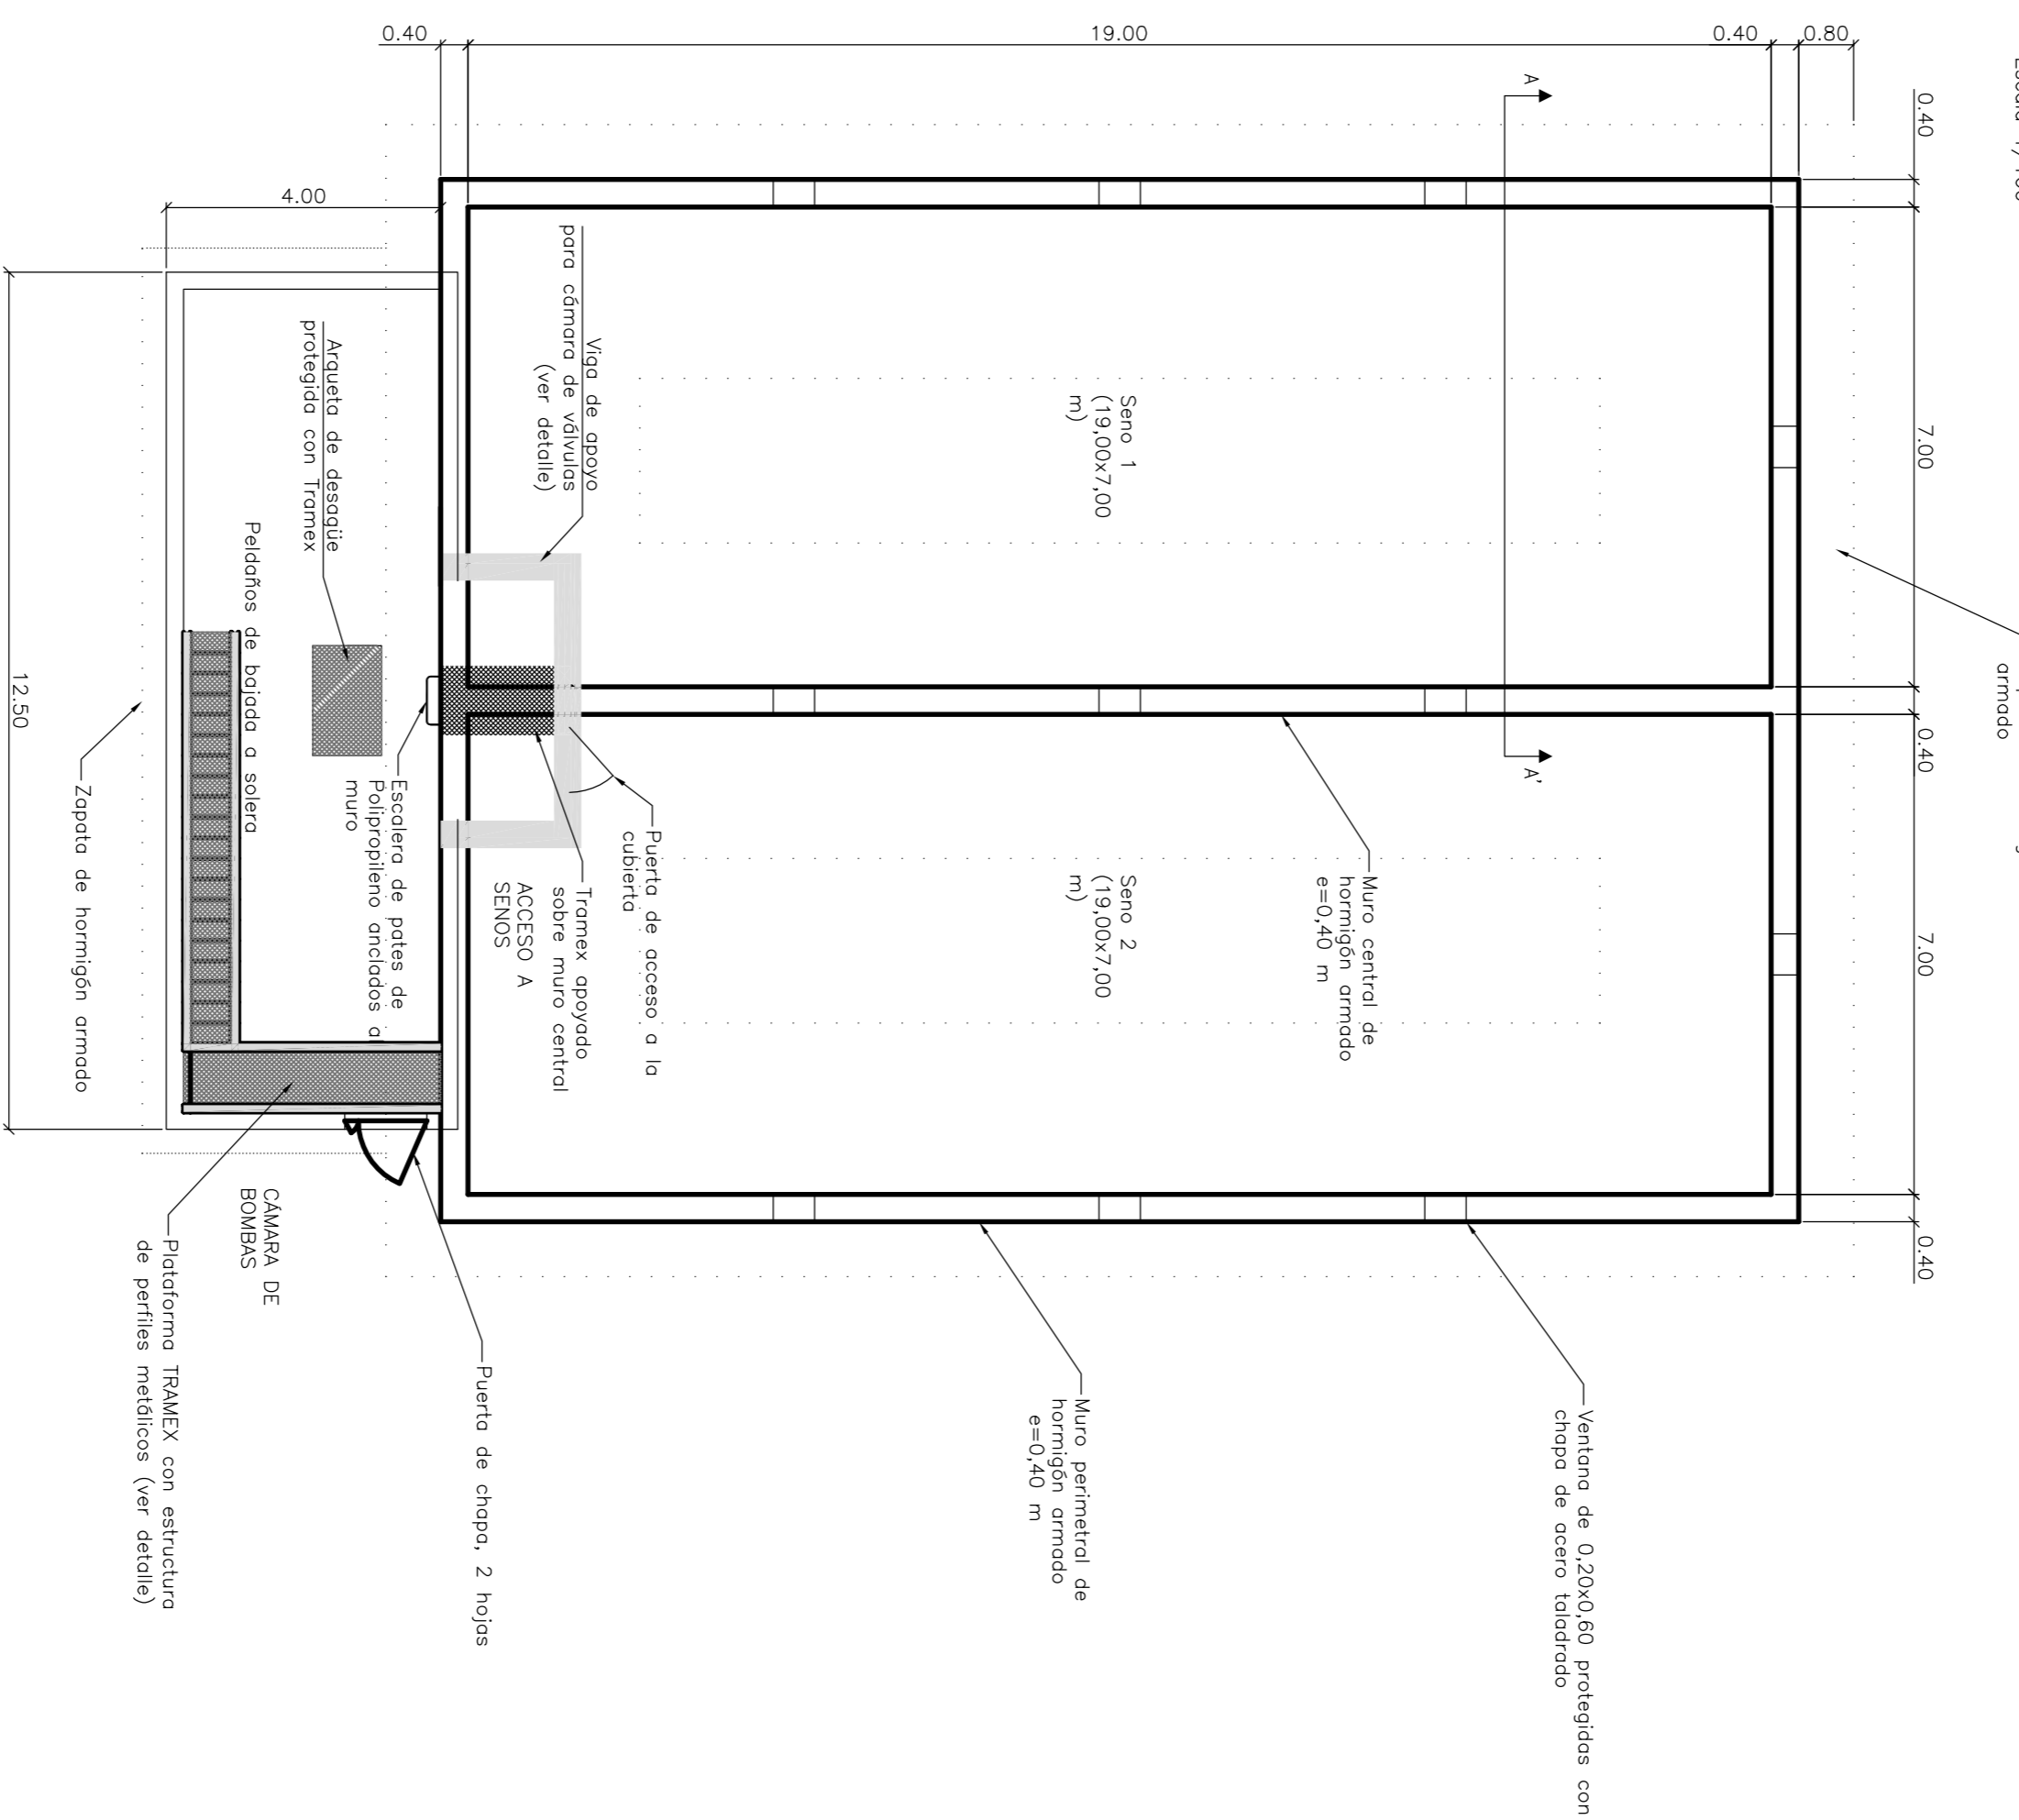 0.40
19.00
0.40
0.80
0.40
7.00
0.40
7.00
0.40
4.00
12.50
A
A'
armado
Seno 1
(19,00x7,00
m)
Seno 2
(19,00x7,00
m)
Viga de apoyo
para cámara de válvulas
(ver detalle)
Arqueta de desagüe
protegida con Tramex
Peldaños de bajada a solera
Escalera de pates de
Polipropileno anclados al
muro
Zapata de hormigón armado
Puerta de acceso a la
cubierta
Tramex apoyado
sobre muro central
ACCESO A
SENOS
Muro central de
hormigón armado
e=0,40 m
Ventana de 0,20x0,60 protegidas con
chapa de acero taladrado
Muro perimetral de
hormigón armado
e=0,40 m
Puerta de chapa, 2 hojas
CÁMARA DE
BOMBAS
Plataforma TRAMEX con estructura
de perfiles metálicos (ver detalle)